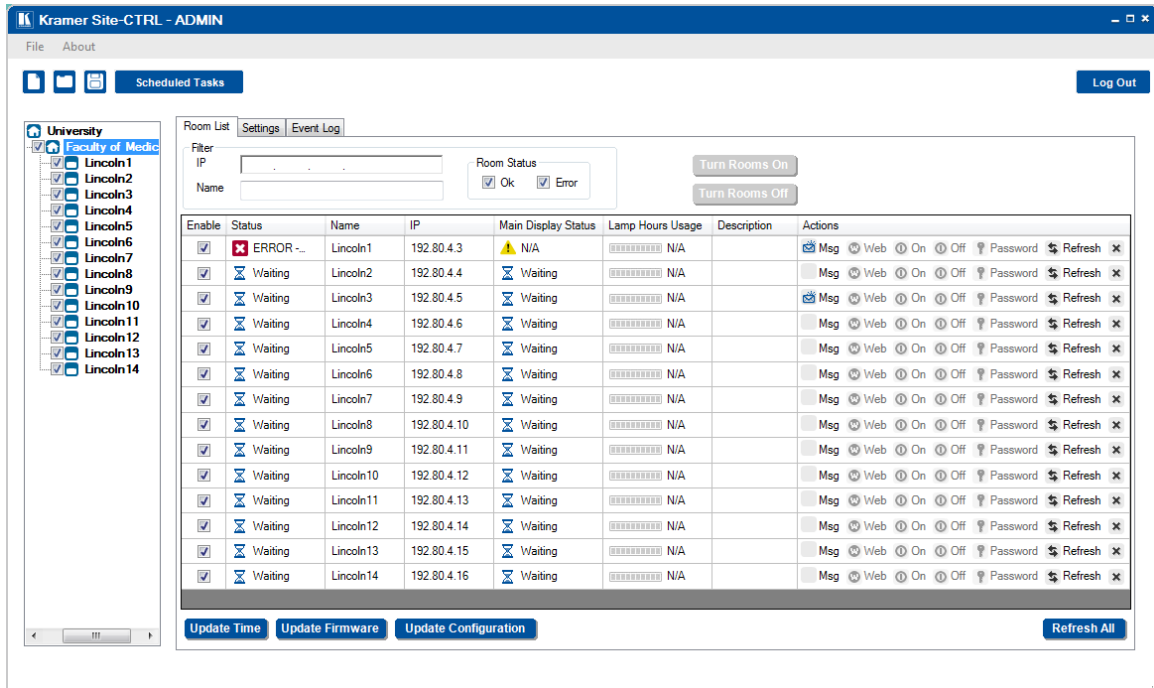 Kramer Site-CTRL - ADMIN
File About
Scheduled Tasks
Log Out
University
Faculty of Medic
Lincoln1
Lincoln2
Lincoln3
Lincoln4
Lincoln5
Lincoln6
Lincoln7
Lincoln8
Lincoln9
Lincoln10
Lincoln11
Lincoln12
Lincoln13
Lincoln14
Room List Settings Event Log
Filter
IP . . .
Name
Room Status
Ok Error
Turn Rooms On
Turn Rooms Off
Enable Status Name IP Main Display Status Lamp Hours Usage Description Actions
ERROR -... Lincoln1 192.80.4.3 N/A N/A Msg Web On Off Password Refresh
Waiting Lincoln2 192.80.4.4 Waiting N/A Msg Web On Off Password Refresh
Waiting Lincoln3 192.80.4.5 Waiting N/A Msg Web On Off Password Refresh
Waiting Lincoln4 192.80.4.6 Waiting N/A Msg Web On Off Password Refresh
Waiting Lincoln5 192.80.4.7 Waiting N/A Msg Web On Off Password Refresh
Waiting Lincoln6 192.80.4.8 Waiting N/A Msg Web On Off Password Refresh
Waiting Lincoln7 192.80.4.9 Waiting N/A Msg Web On Off Password Refresh
Waiting Lincoln8 192.80.4.10 Waiting N/A Msg Web On Off Password Refresh
Waiting Lincoln9 192.80.4.11 Waiting N/A Msg Web On Off Password Refresh
Waiting Lincoln10 192.80.4.12 Waiting N/A Msg Web On Off Password Refresh
Waiting Lincoln11 192.80.4.13 Waiting N/A Msg Web On Off Password Refresh
Waiting Lincoln12 192.80.4.14 Waiting N/A Msg Web On Off Password Refresh
Waiting Lincoln13 192.80.4.15 Waiting N/A Msg Web On Off Password Refresh
Waiting Lincoln14 192.80.4.16 Waiting N/A Msg Web On Off Password Refresh
Update Time Update Firmware Update Configuration Refresh All